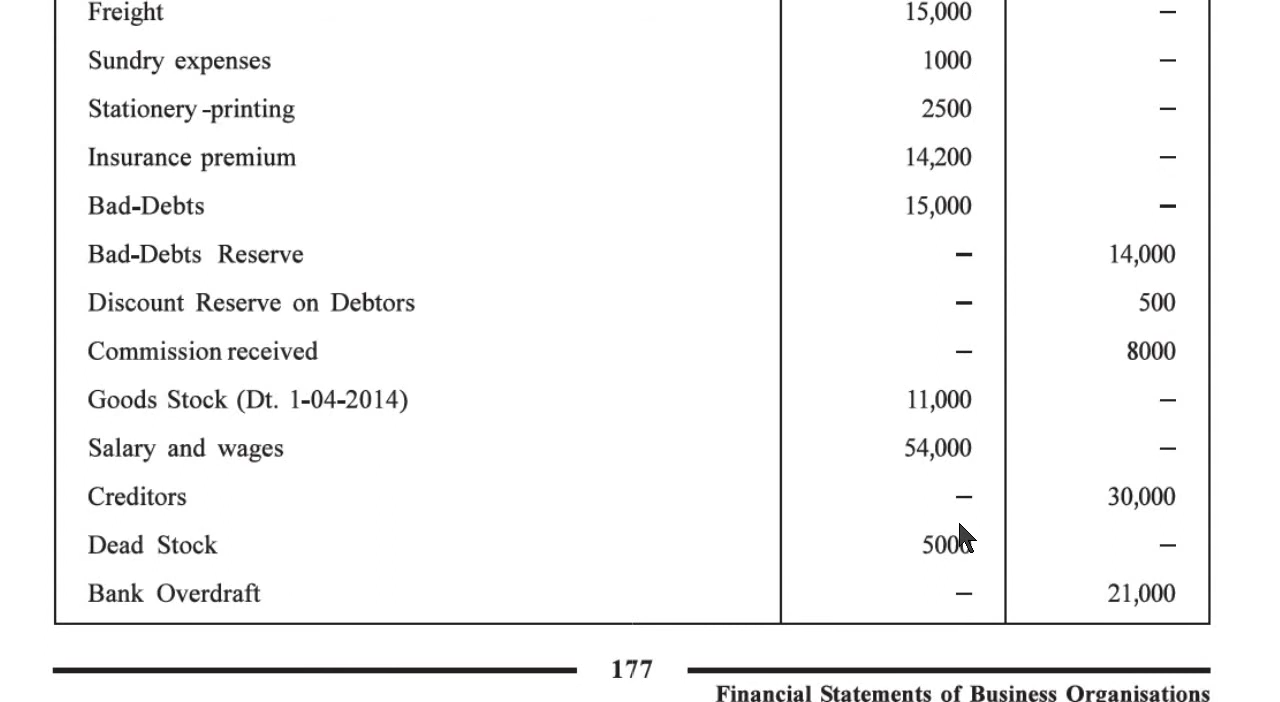 Freight 15,000 –
Sundry expenses 1000 –
Stationery-printing 2500 –
Insurance premium 14,200 –
Bad-Debts 15,000 –
Bad-Debts Reserve – 14,000
Discount Reserve on Debtors – 500
Commission received – 8000
Goods Stock (Dt. 1-04-2014) 11,000 –
Salary and wages 54,000 –
Creditors – 30,000
Dead Stock 5000 –
Bank Overdraft – 21,000
177
Financial Statements of Business Organisations